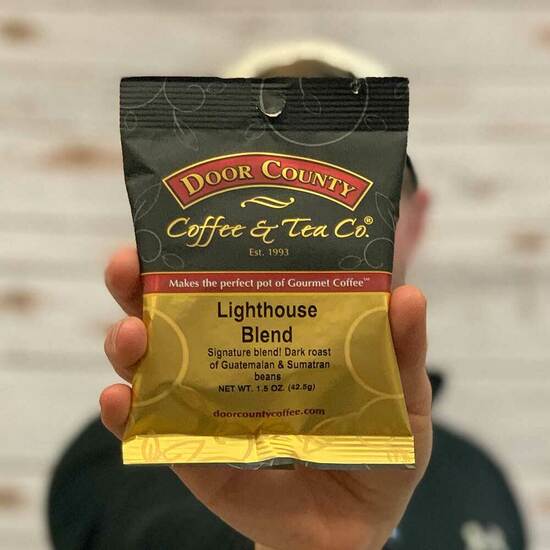 DOOR COUNTY
Coffee & Tea Co.®
Est. 1993
Makes the perfect pot of Gourmet Coffee™
Lighthouse
Blend
Signature blend! Dark roast
of Guatemalan & Sumatran
beans
NET WT. 1.5 OZ. (42.5g)
doorcountycoffee.com